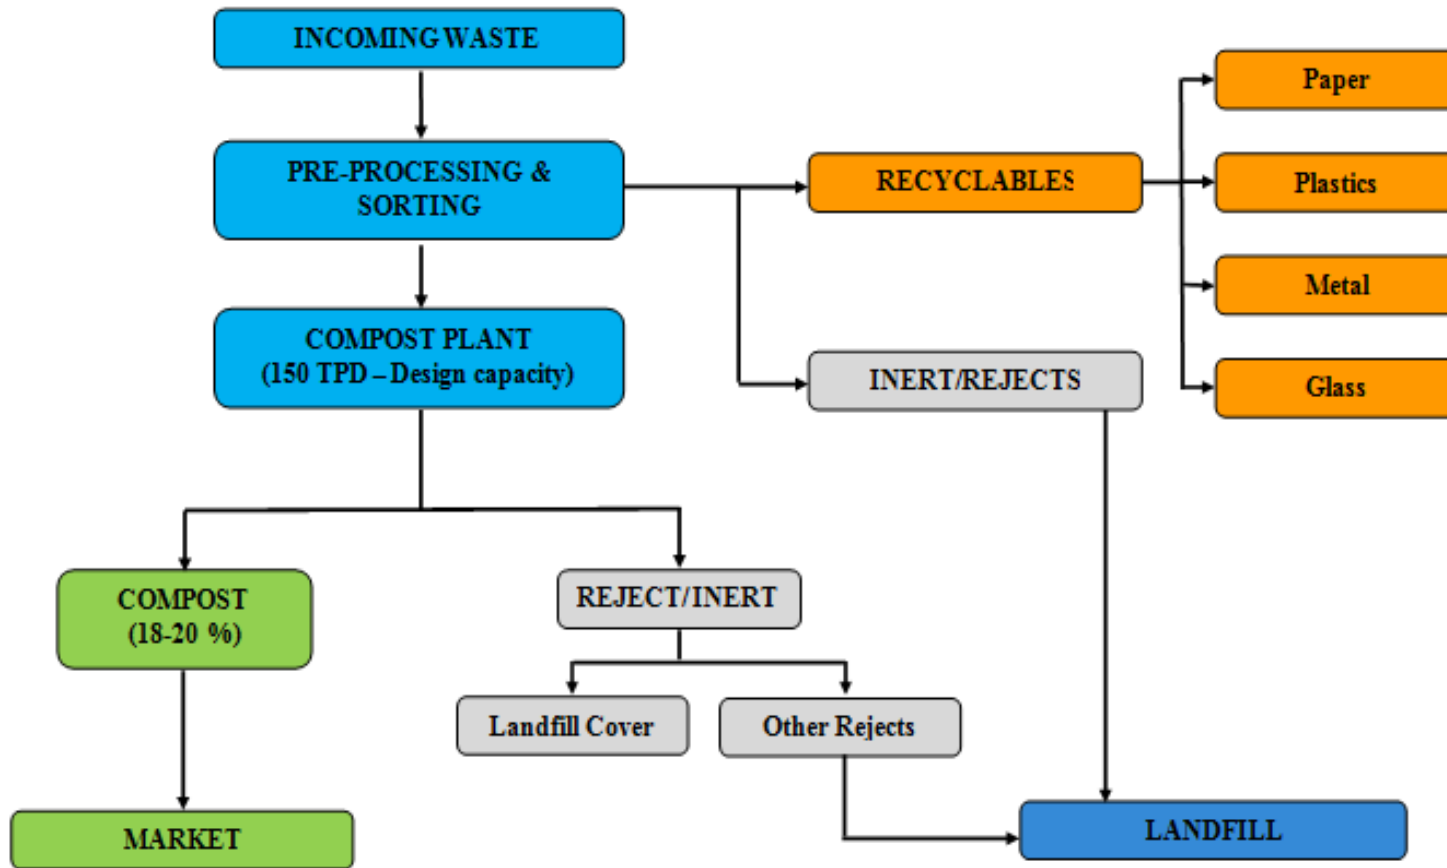 INCOMING WASTE
Paper
PRE-PROCESSING &
SORTING
RECYCLABLES
Plastics
Metal
COMPOST PLANT
(150 TPD – Design capacity)
INERT/REJECTS
Glass
COMPOST
(18-20 %)
REJECT/INERT
Landfill Cover
Other Rejects
MARKET
LANDFILL